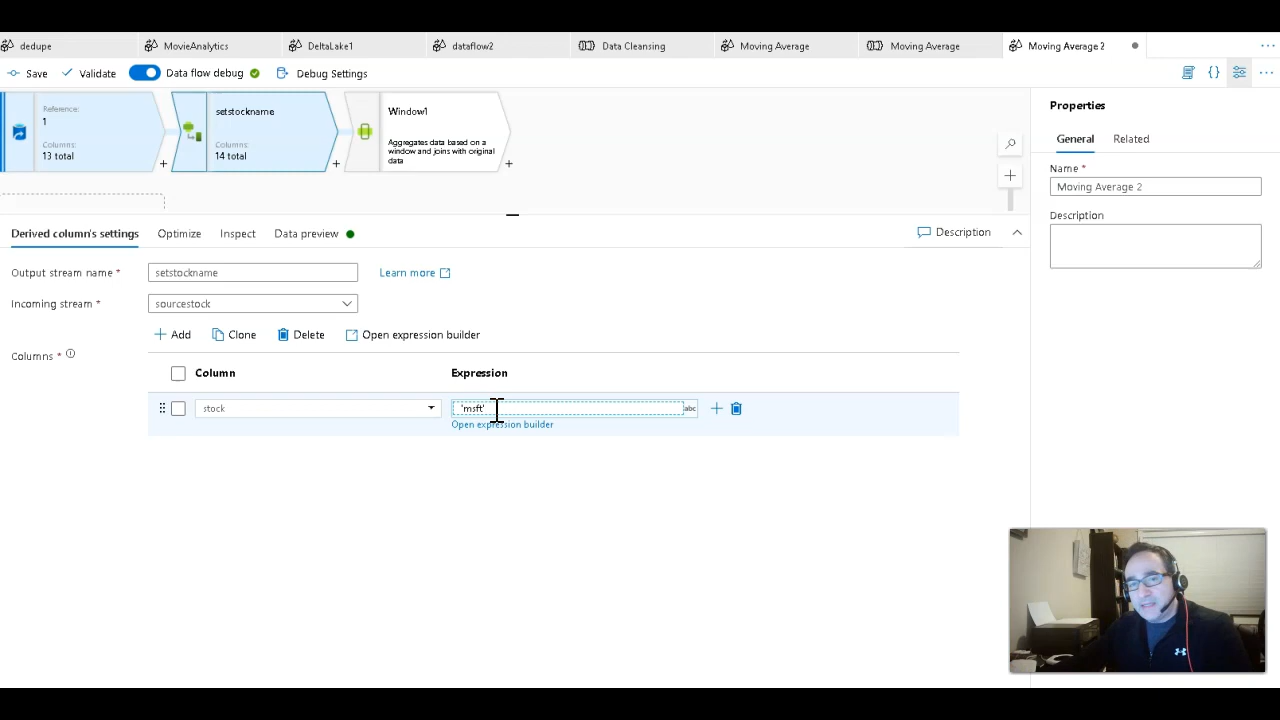 dedupe
MovieAnalytics
DeltaLake1
dataflow2
Data Cleansing
Moving Average
Moving Average
Moving Average 2
Save
Validate
Data flow debug
Debug Settings
Reference:
1
Columns:
13 total
+
setstockname
Columns:
14 total
+
Window1
Aggregates data based on a
window and joins with original
data
+
Derived column's settings
Optimize
Inspect
Data preview
Description
Output stream name *
setstockname
Learn more
Incoming stream *
sourcestock
Add
Clone
Delete
Open expression builder
Columns *
Column
Expression
stock
'msft'
abc
Open expression builder
Properties
General
Related
Name *
Moving Average 2
Description